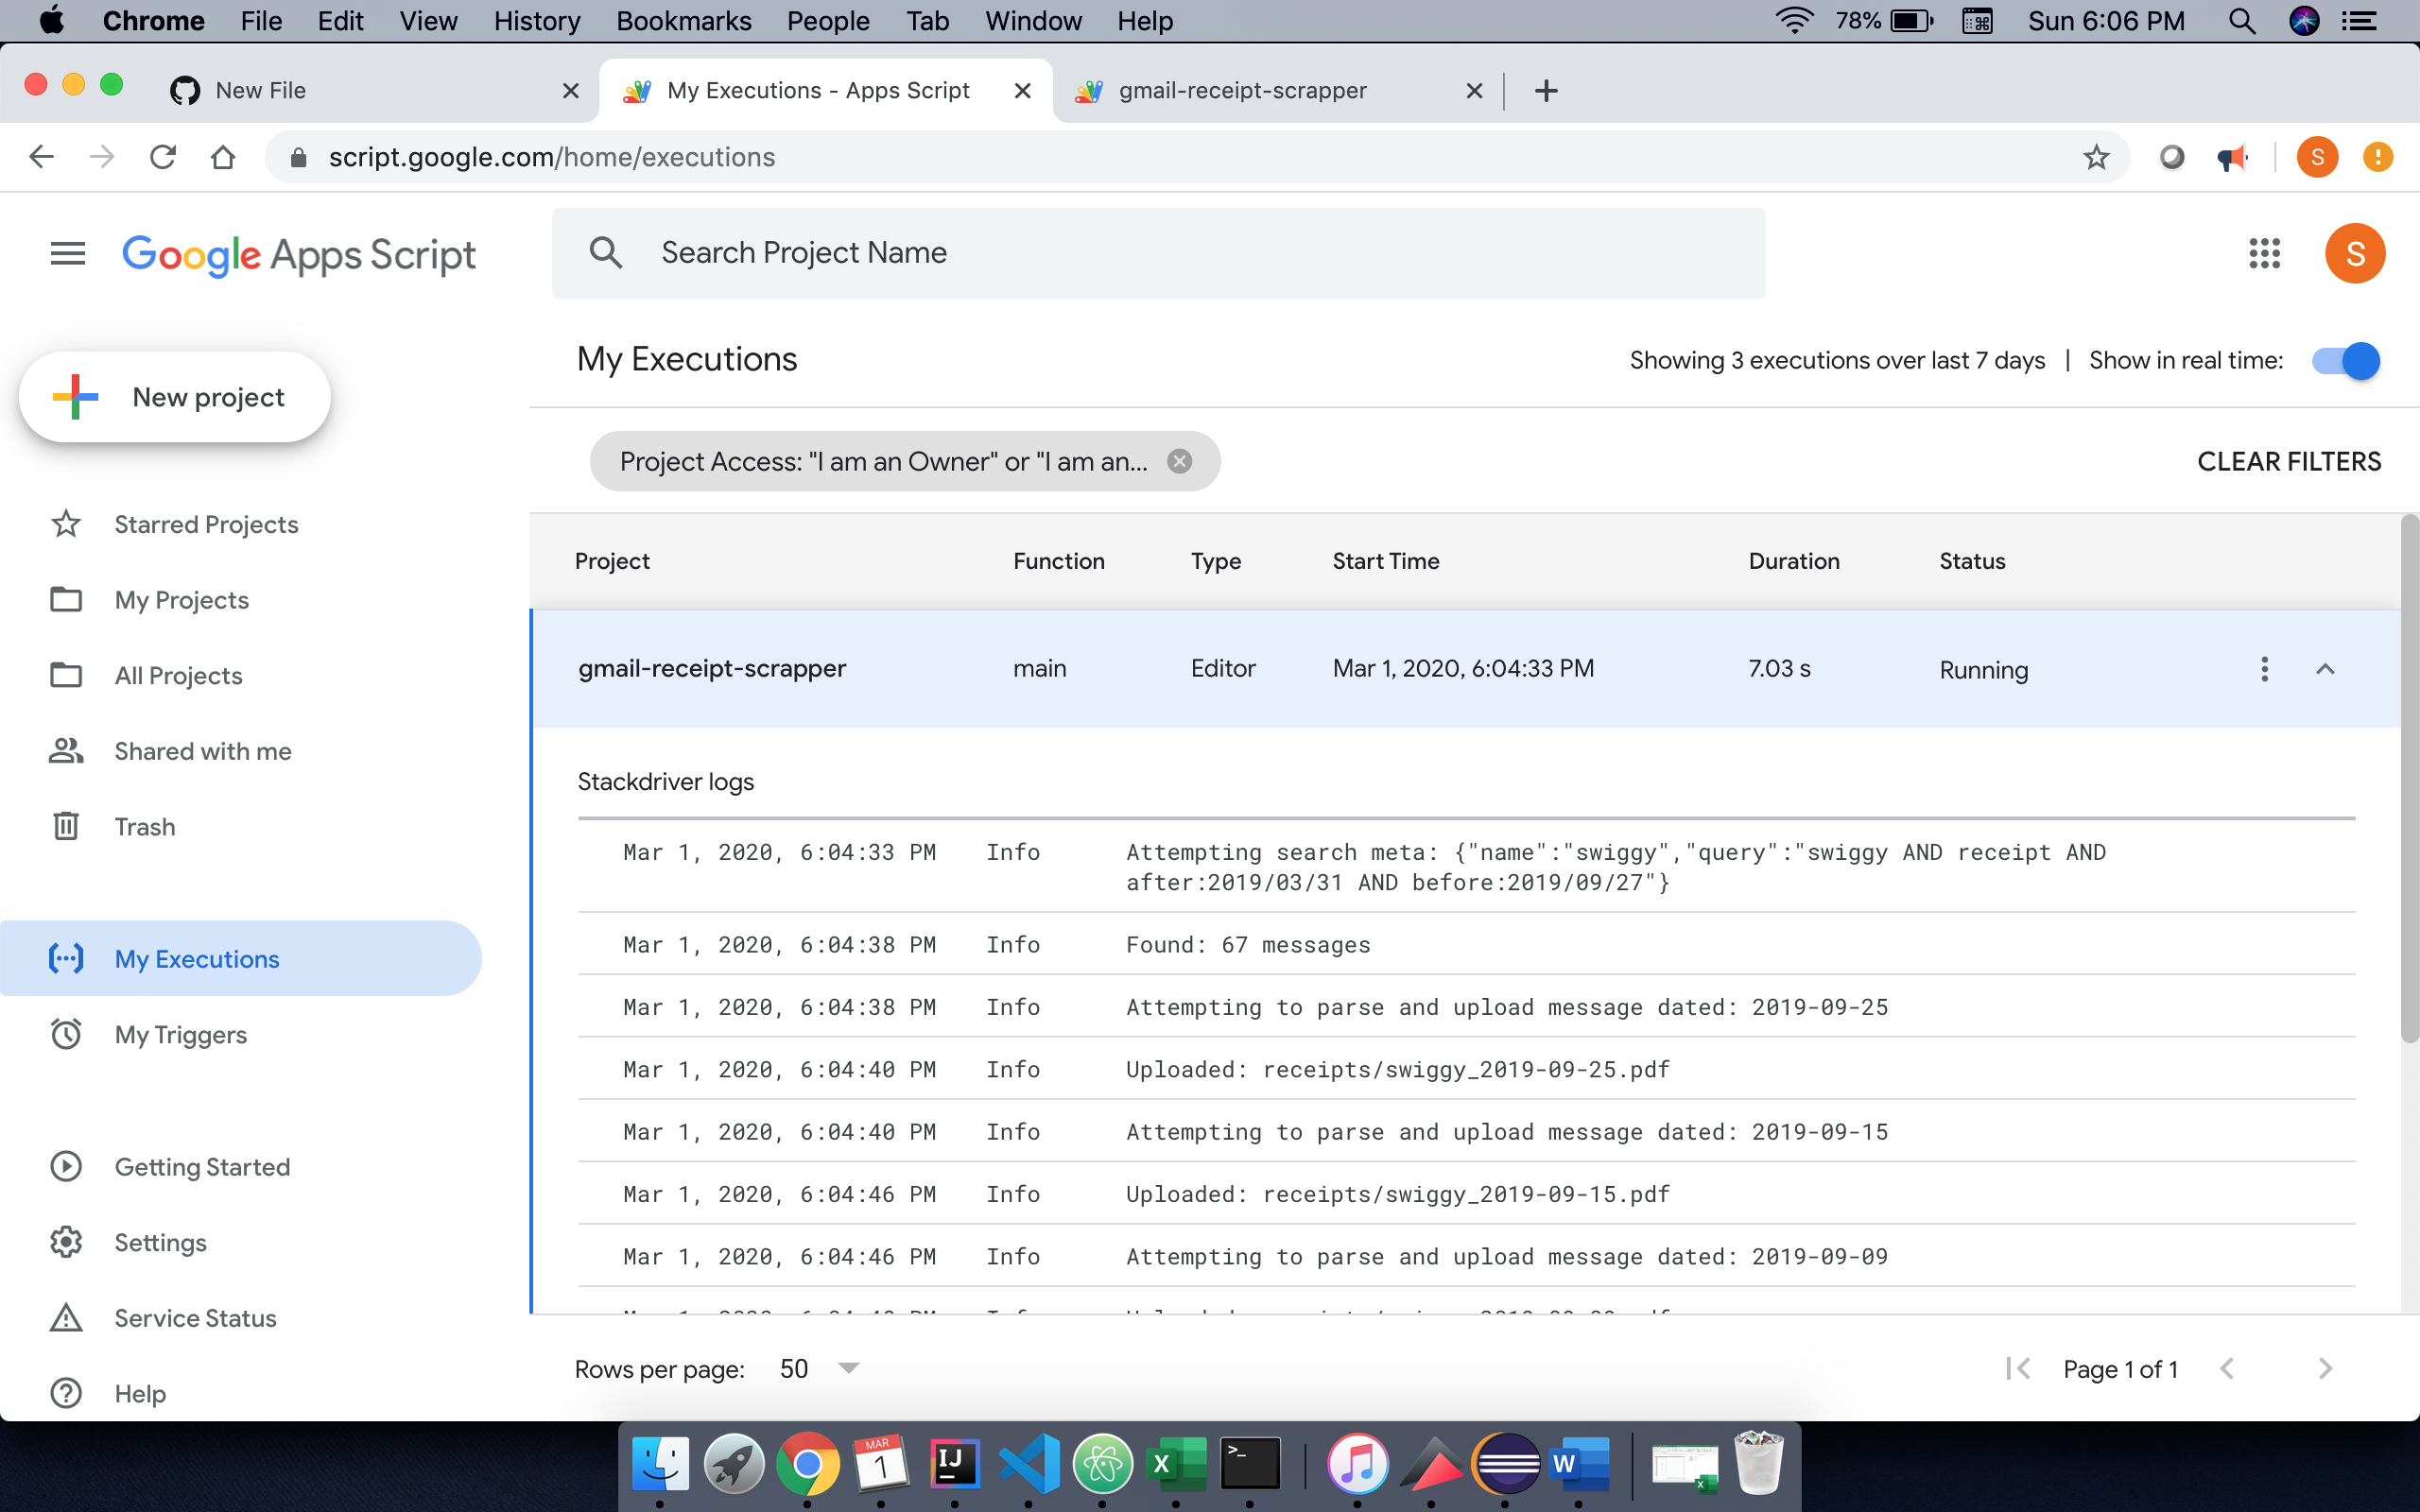 Chrome File Edit View History Bookmarks People Tab Window Help 78% Sun 6:06 PM
New File My Executions - Apps Script gmail-receipt-scrapper
script.google.com/home/executions S
Google Apps Script Search Project Name S
New project
My Executions Showing 3 executions over last 7 days | Show in real time:
Project Access: "I am an Owner" or "I am an... CLEAR FILTERS
Starred Projects
My Projects
All Projects
Shared with me
Trash
My Executions
My Triggers
Getting Started
Settings
Service Status
Help
Project Function Type Start Time Duration Status
gmail-receipt-scrapper main Editor Mar 1, 2020, 6:04:33 PM 7.03 s Running
Stackdriver logs
Mar 1, 2020, 6:04:33 PM Info Attempting search meta: {"name":"swiggy","query":"swiggy AND receipt AND
after:2019/03/31 AND before:2019/09/27"}
Mar 1, 2020, 6:04:38 PM Info Found: 67 messages
Mar 1, 2020, 6:04:38 PM Info Attempting to parse and upload message dated: 2019-09-25
Mar 1, 2020, 6:04:40 PM Info Uploaded: receipts/swiggy_2019-09-25.pdf
Mar 1, 2020, 6:04:40 PM Info Attempting to parse and upload message dated: 2019-09-15
Mar 1, 2020, 6:04:46 PM Info Uploaded: receipts/swiggy_2019-09-15.pdf
Mar 1, 2020, 6:04:46 PM Info Attempting to parse and upload message dated: 2019-09-09
Rows per page: 50 Page 1 of 1
MAR
1
IJ
X
>_
W